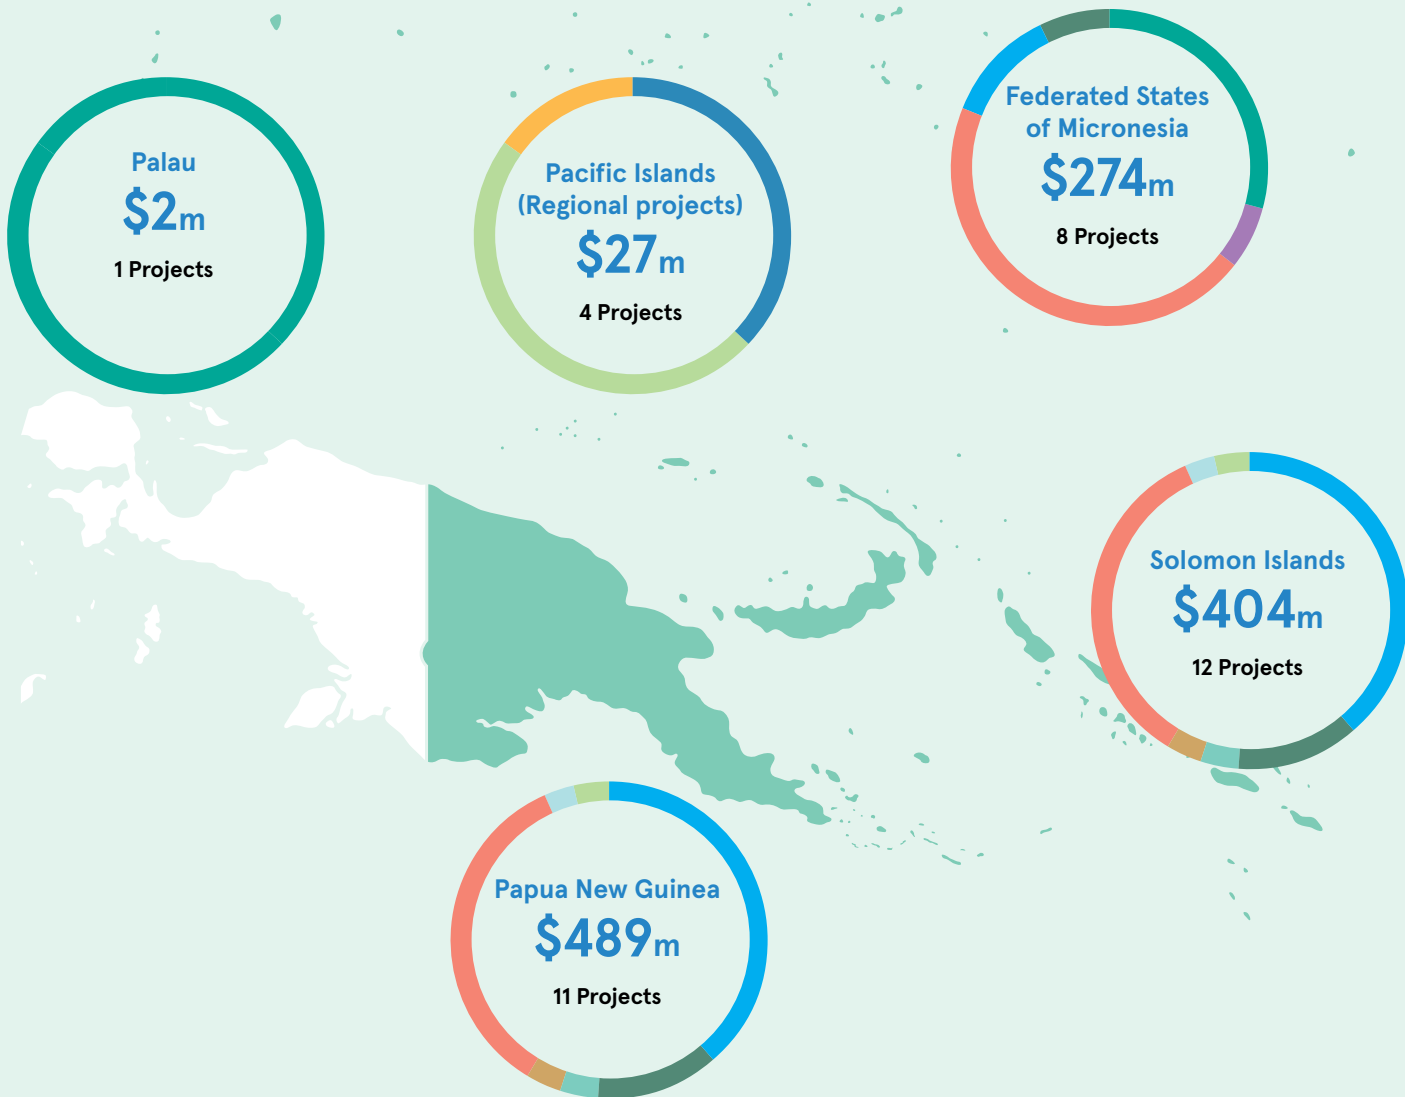 Palau
$2m
1 Projects
Pacific Islands
(Regional projects)
$27m
4 Projects
Federated States
of Micronesia
$274m
8 Projects
Solomon Islands
$404m
12 Projects
Papua New Guinea
$489m
11 Projects